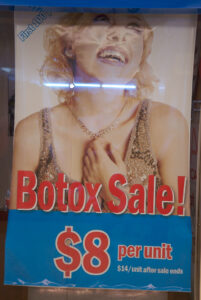 Botox Sale!
$8 per unit
$14/unit after sale ends